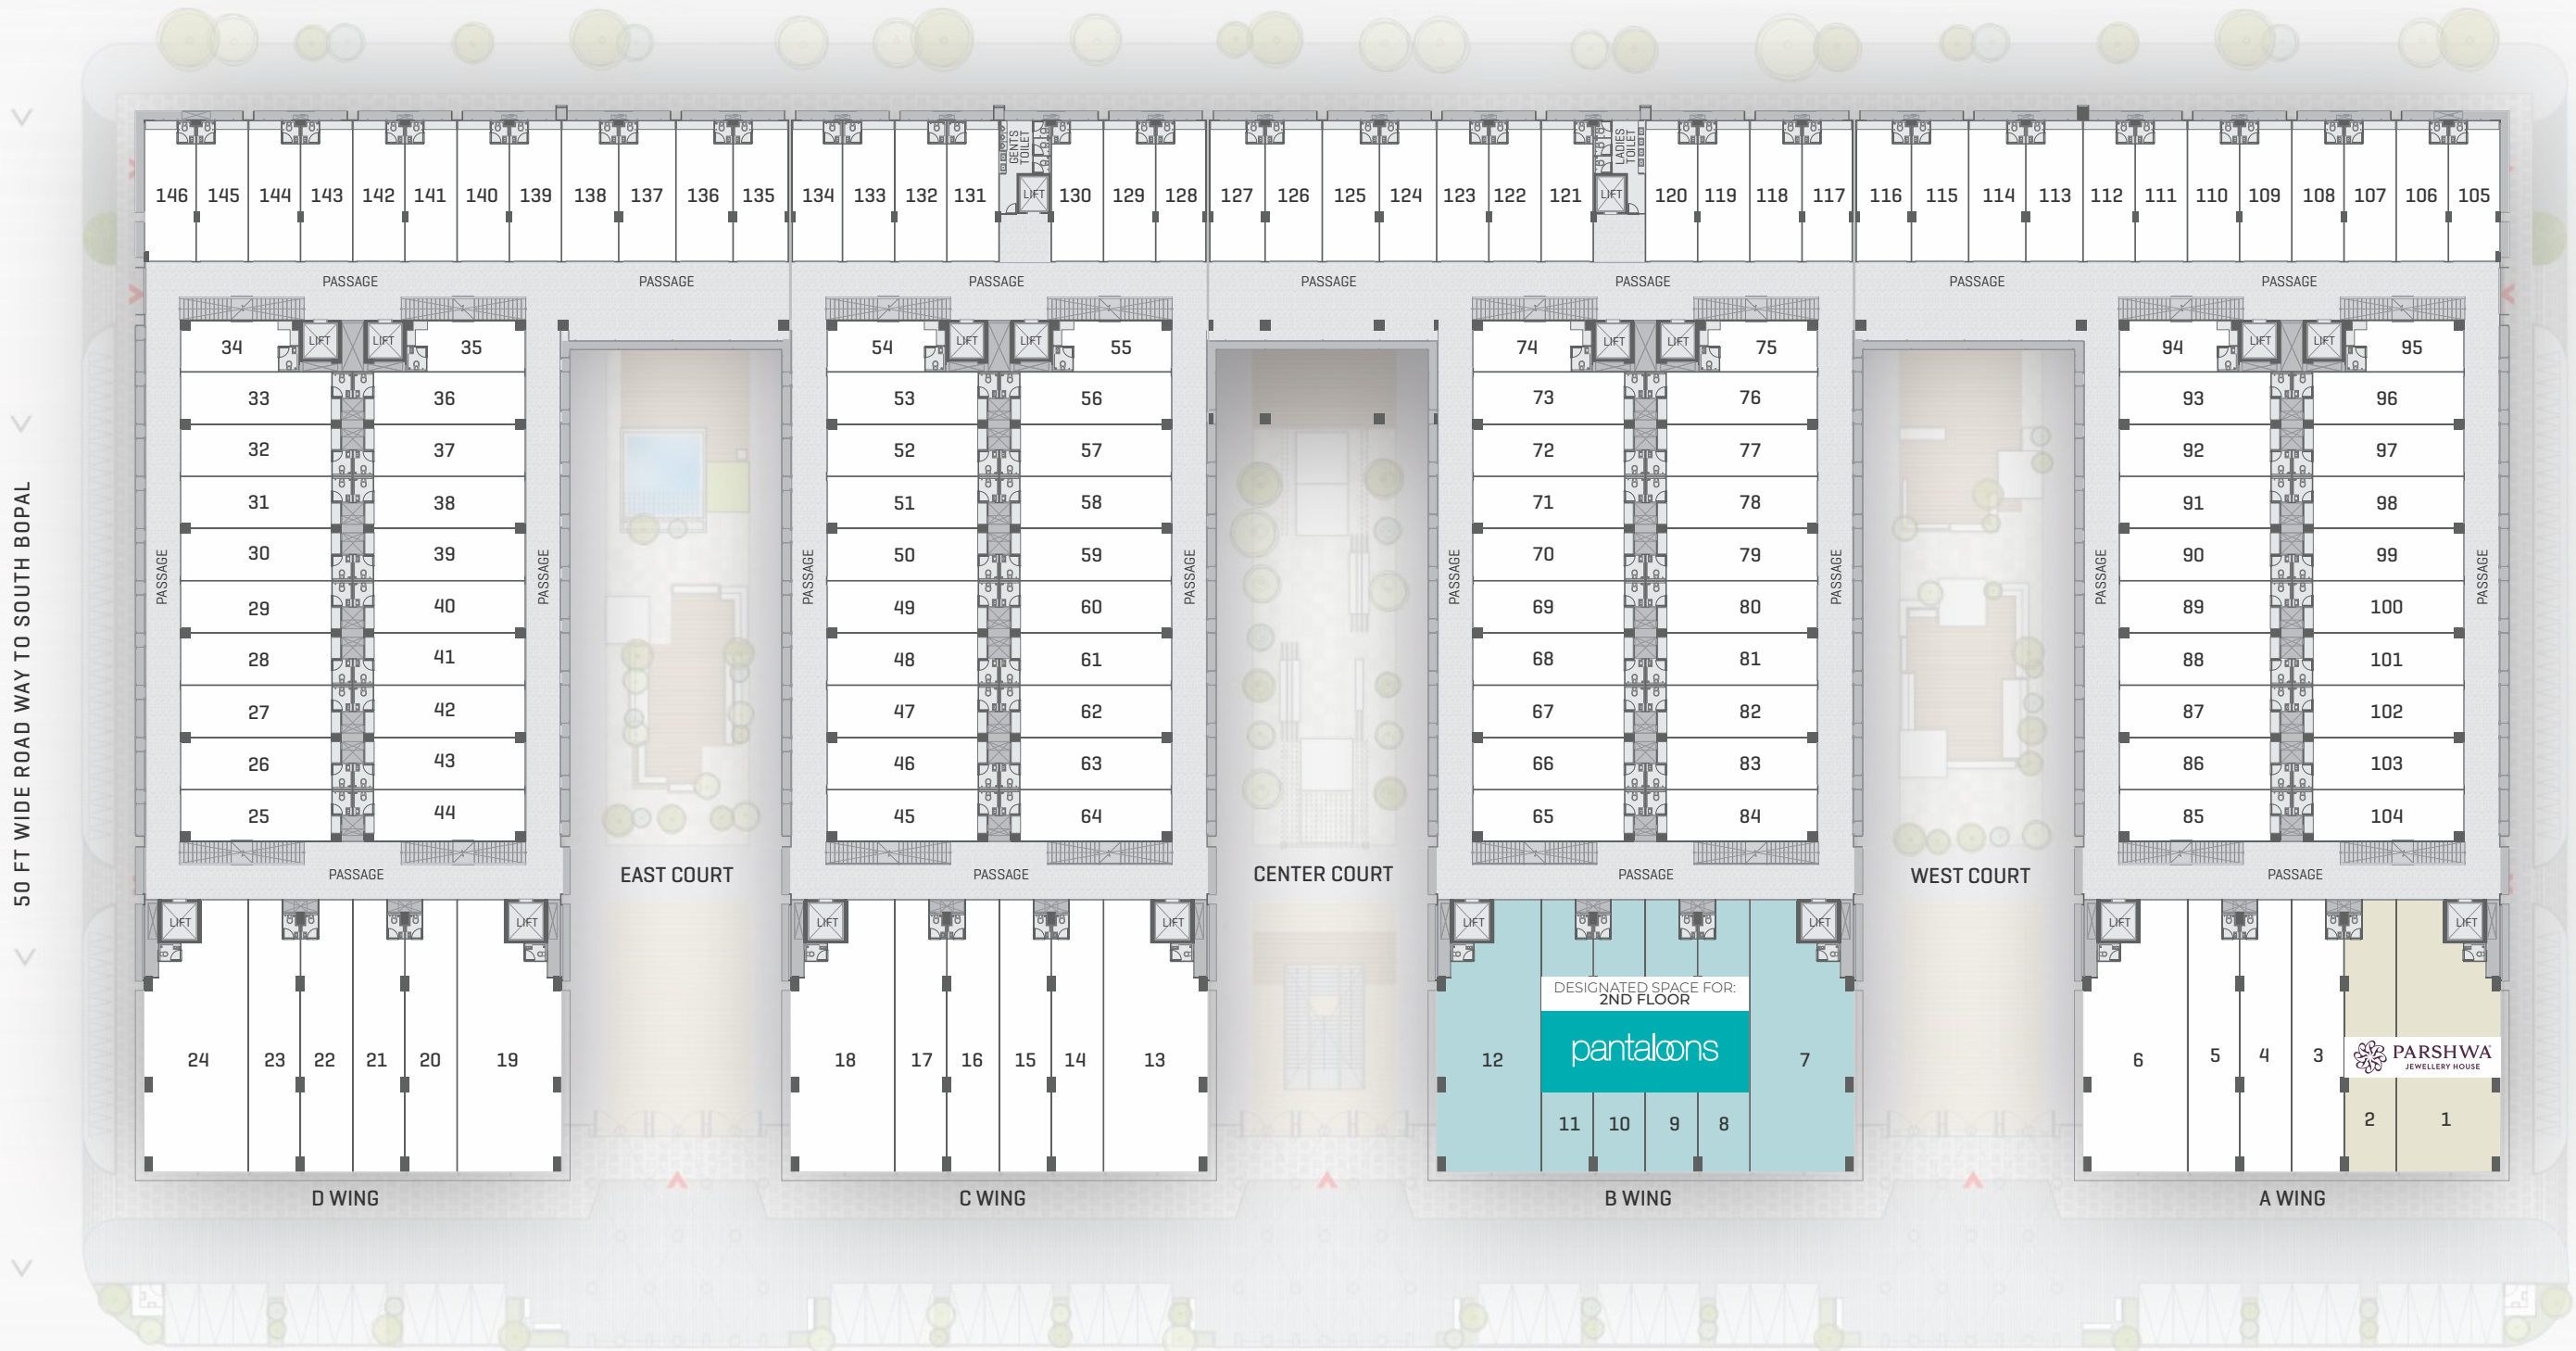 GENTS
TOILET
LADIES
TOILET
146 145 144 143 142 141 140 139 138 137 136 135 134 133 132 131 LIFT 130 129 128 127 126 125 124 123 122 121 LIFT 120 119 118 117 116 115 114 113 112 111 110 109 108 107 106 105
PASSAGE PASSAGE PASSAGE PASSAGE PASSAGE PASSAGE PASSAGE
34 LIFT LIFT 35 54 LIFT LIFT 55 74 LIFT LIFT 75 94 LIFT LIFT 95
33 36 53 56 73 76 93 96
32 37 52 57 72 77 92 97
31 38 51 58 71 78 91 98
30 39 50 59 70 79 90 99
PASSAGE PASSAGE PASSAGE PASSAGE PASSAGE PASSAGE PASSAGE PASSAGE
29 40 49 60 69 80 89 100
28 41 48 61 68 81 88 101
27 42 47 62 67 82 87 102
26 43 46 63 66 83 86 103
25 44 45 64 65 84 85 104
50 FT WIDE ROAD WAY TO SOUTH BOPAL
PASSAGE EAST COURT PASSAGE CENTER COURT PASSAGE WEST COURT PASSAGE
LIFT LIFT LIFT LIFT LIFT LIFT LIFT LIFT
DESIGNATED SPACE FOR:
2ND FLOOR
pantaloons
24 23 22 21 20 19 18 17 16 15 14 13 12 7 6 5 4 3
PARSHWA
JEWELLERY HOUSE
11 10 9 8 2 1
D WING C WING B WING A WING